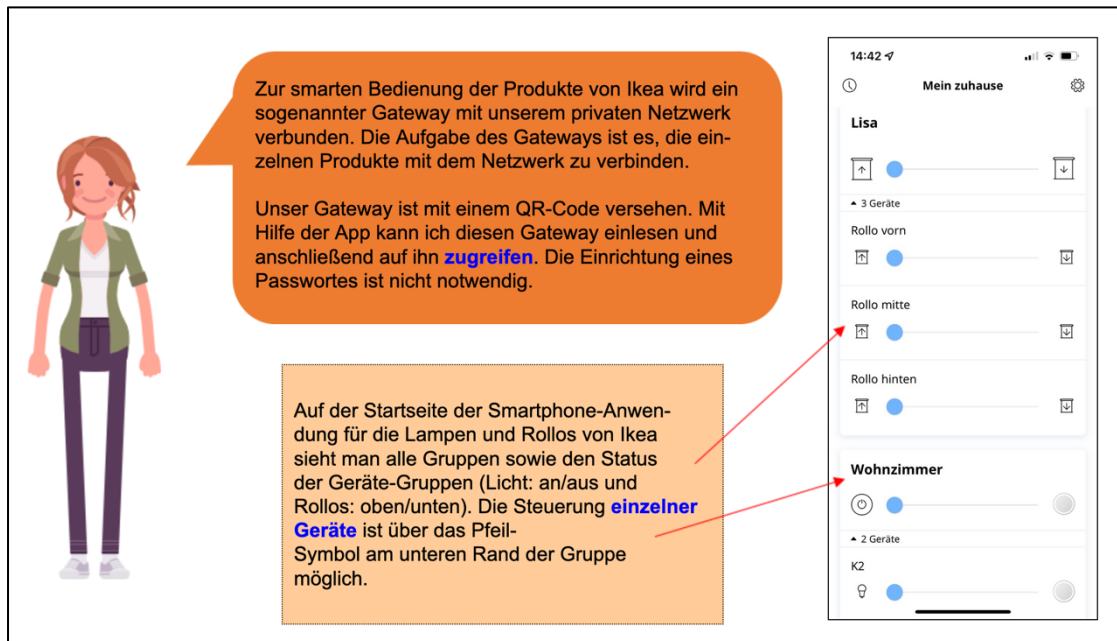 Zur smarten Bedienung der Produkte von Ikea wird ein
sogenannter Gateway mit unserem privaten Netzwerk
verbunden. Die Aufgabe des Gateways ist es, die ein-
zelnen Produkte mit dem Netzwerk zu verbinden.
Unser Gateway ist mit einem QR-Code versehen. Mit
Hilfe der App kann ich diesen Gateway einlesen und
anschließend auf ihn zugreifen. Die Einrichtung eines
Passwortes ist nicht notwendig.
Auf der Startseite der Smartphone-Anwen-
dung für die Lampen und Rollos von Ikea
sieht man alle Gruppen sowie den Status
der Geräte-Gruppen (Licht: an/aus und
Rollos: oben/unten). Die Steuerung einzelner
Geräte ist über das Pfeil-
Symbol am unteren Rand der Gruppe
möglich.
14:42
Mein zuhause
Lisa
3 Geräte
Rollo vorn
Rollo mitte
Rollo hinten
Wohnzimmer
2 Geräte
K2